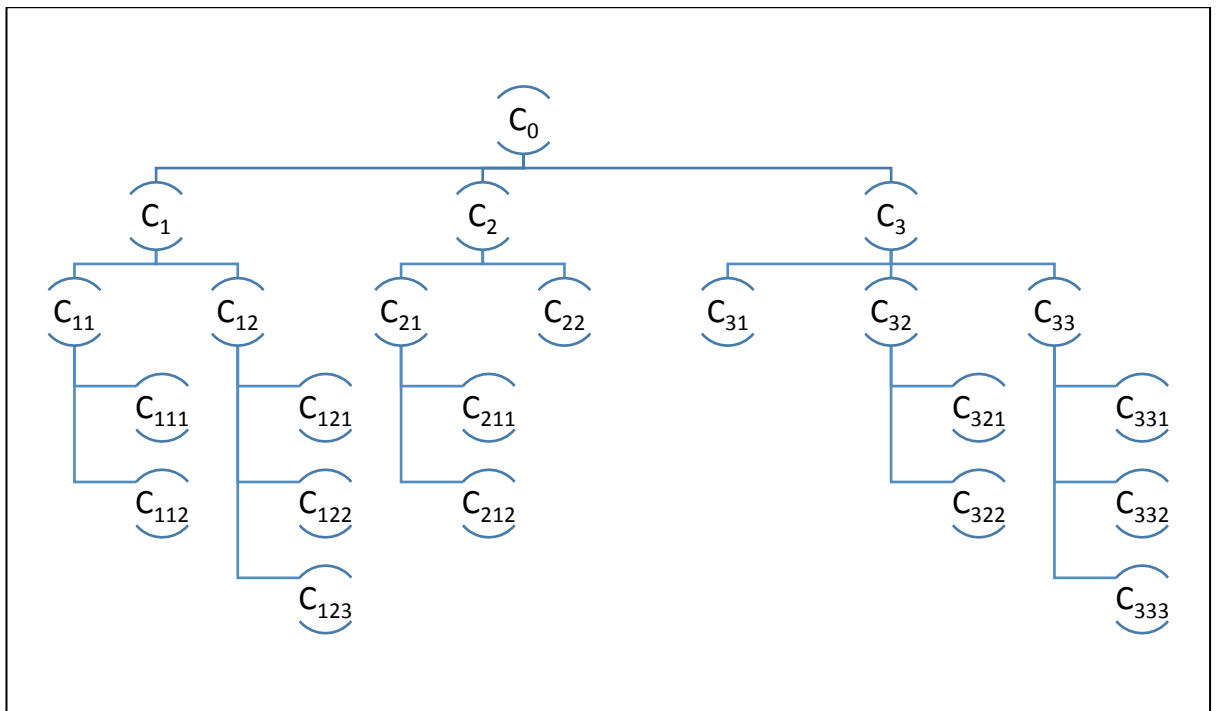 C₀
C₁ C₂ C₃
C₁₁ C₁₂ C₂₁ C₂₂ C₃₁ C₃₂ C₃₃
C₁₁₁ C₁₂₁ C₂₁₁ C₃₂₁ C₃₃₁
C₁₁₂ C₁₂₂ C₂₁₂ C₃₂₂ C₃₃₂
C₁₂₃ C₃₃₃